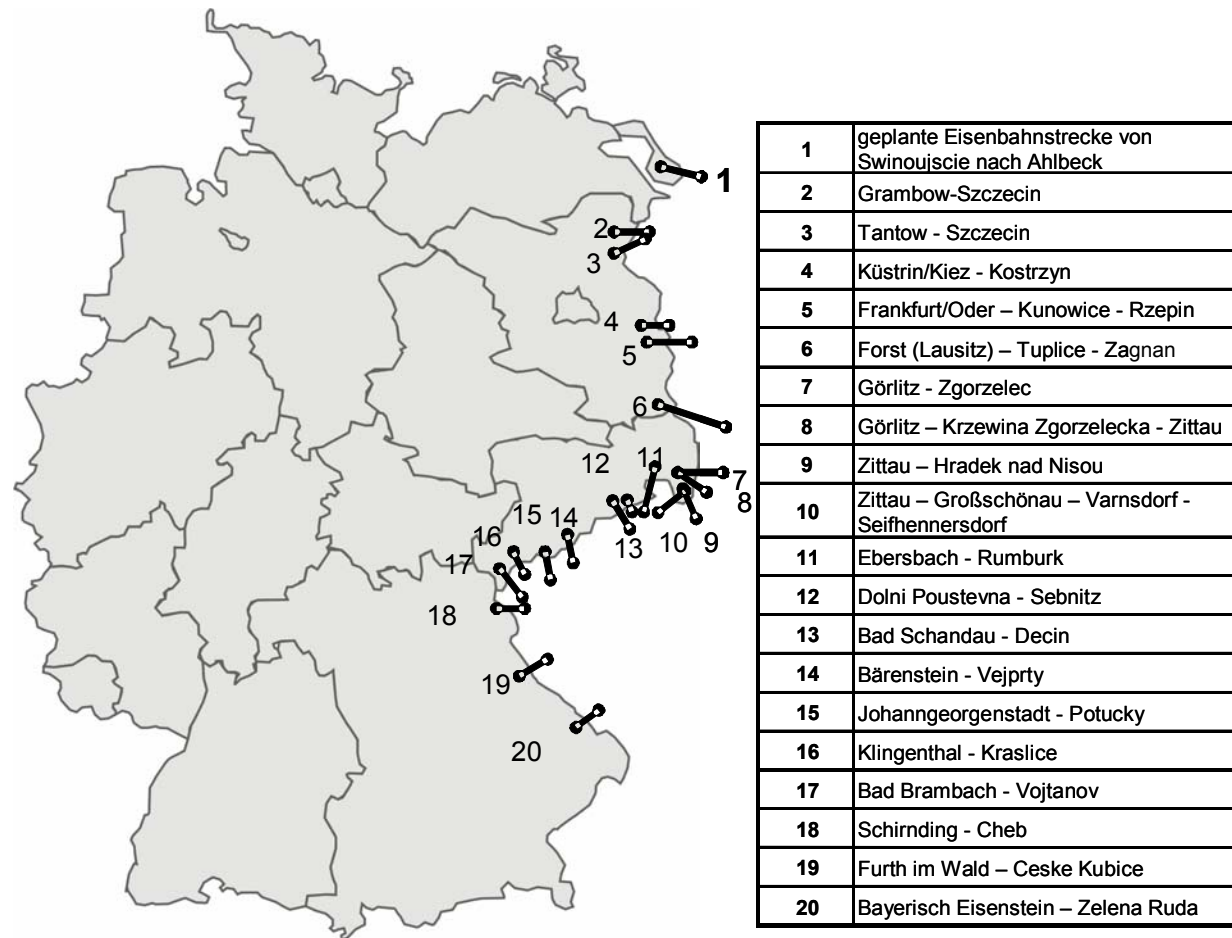 1
2
3
4
5
6
7
8
9
10
11
12
13
14
15
16
17
18
19
20
1 geplante Eisenbahnstrecke von
Swinoujscie nach Ahlbeck
2 Grambow-Szczecin
3 Tantow - Szczecin
4 Küstrin/Kiez - Kostrzyn
5 Frankfurt/Oder – Kunowice - Rzepin
6 Forst (Lausitz) – Tuplice - Zagnan
7 Görlitz - Zgorzelec
8 Görlitz – Krzewina Zgorzelecka - Zittau
9 Zittau – Hradek nad Nisou
10 Zittau – Großschönau – Varnsdorf -
Seifhennersdorf
11 Ebersbach - Rumburk
12 Dolni Poustevna - Sebnitz
13 Bad Schandau - Decin
14 Bärenstein - Vejprty
15 Johanngeorgenstadt - Potucky
16 Klingenthal - Kraslice
17 Bad Brambach - Vojtanov
18 Schirnding - Cheb
19 Furth im Wald – Ceske Kubice
20 Bayerisch Eisenstein – Zelena Ruda